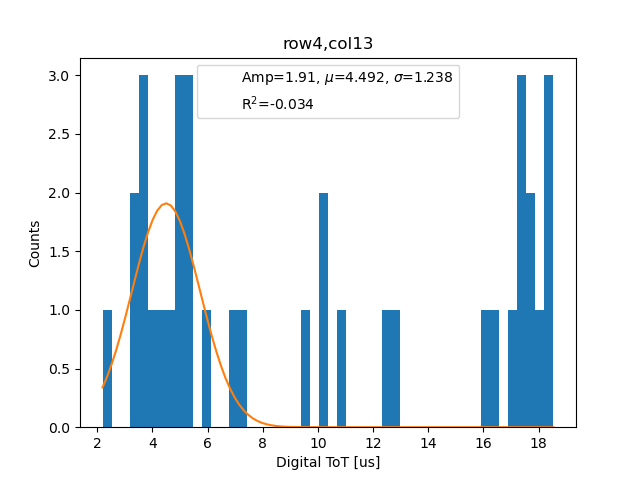 row4,col13
Amp=1.91, μ=4.492, σ=1.238
R²=-0.034
3.0
2.5
2.0
1.5
1.0
0.5
0.0
Counts
2 4 6 8 10 12 14 16 18
Digital ToT [us]